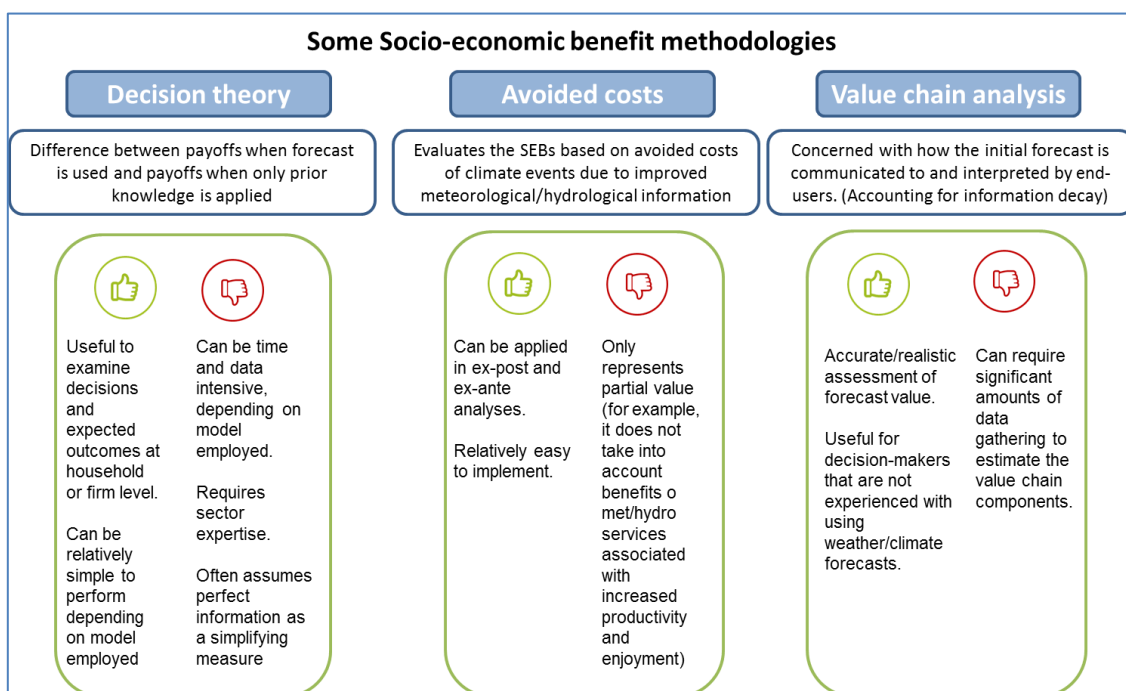 Some Socio-economic benefit methodologies
Decision theory
Difference between payoffs when forecast
is used and payoffs when only prior
knowledge is applied
Useful to
examine
decisions
and
expected
outcomes at
household
or firm level.
Can be
relatively
simple to
perform
depending
on model
employed
Can be time
and data
intensive,
depending on
model
employed.
Requires
sector
expertise.
Often assumes
perfect
information as
a simplifying
measure
Avoided costs
Evaluates the SEBs based on avoided costs
of climate events due to improved
meteorological/hydrological information
Can be applied
in ex-post and
ex-ante
analyses.
Relatively easy
to implement.
Only
represents
partial value
(for example,
it does not
take into
account
benefits o
met/hydro
services
associated
with
increased
productivity
and
enjoyment)
Value chain analysis
Concerned with how the initial forecast is
communicated to and interpreted by end-
users. (Accounting for information decay)
Accurate/realistic
assessment of
forecast value.
Useful for
decision-makers
that are not
experienced with
using
weather/climate
forecasts.
Can require
significant
amounts of
data
gathering to
estimate the
value chain
components.